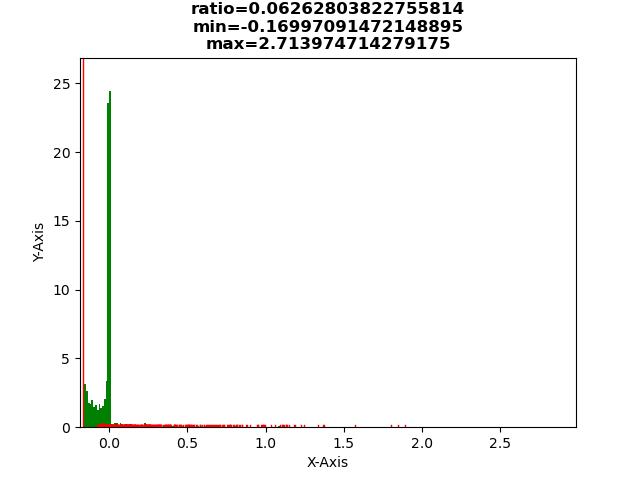 ratio=0.06262803822755814
min=-0.16997091472148895
max=2.713974714279175
25
20
15
10
5
0
Y-Axis
0.0 0.5 1.0 1.5 2.0 2.5
X-Axis